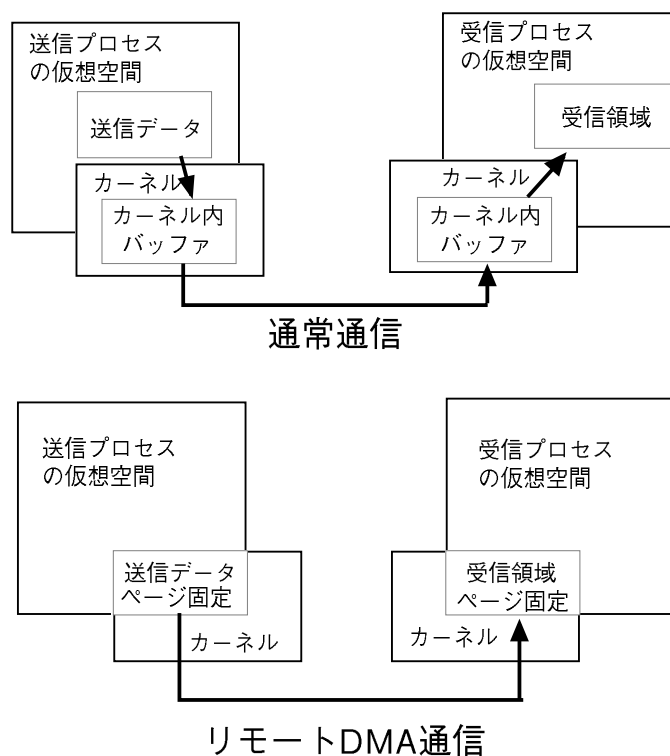 送信プロセス
の仮想空間
送信データ
カーネル
カーネル内
バッファ
受信プロセス
の仮想空間
受信領域
カーネル
カーネル内
バッファ
通常通信
送信プロセス
の仮想空間
送信データ
ページ固定
カーネル
受信プロセス
の仮想空間
受信領域
ページ固定
カーネル
リモートDMA通信